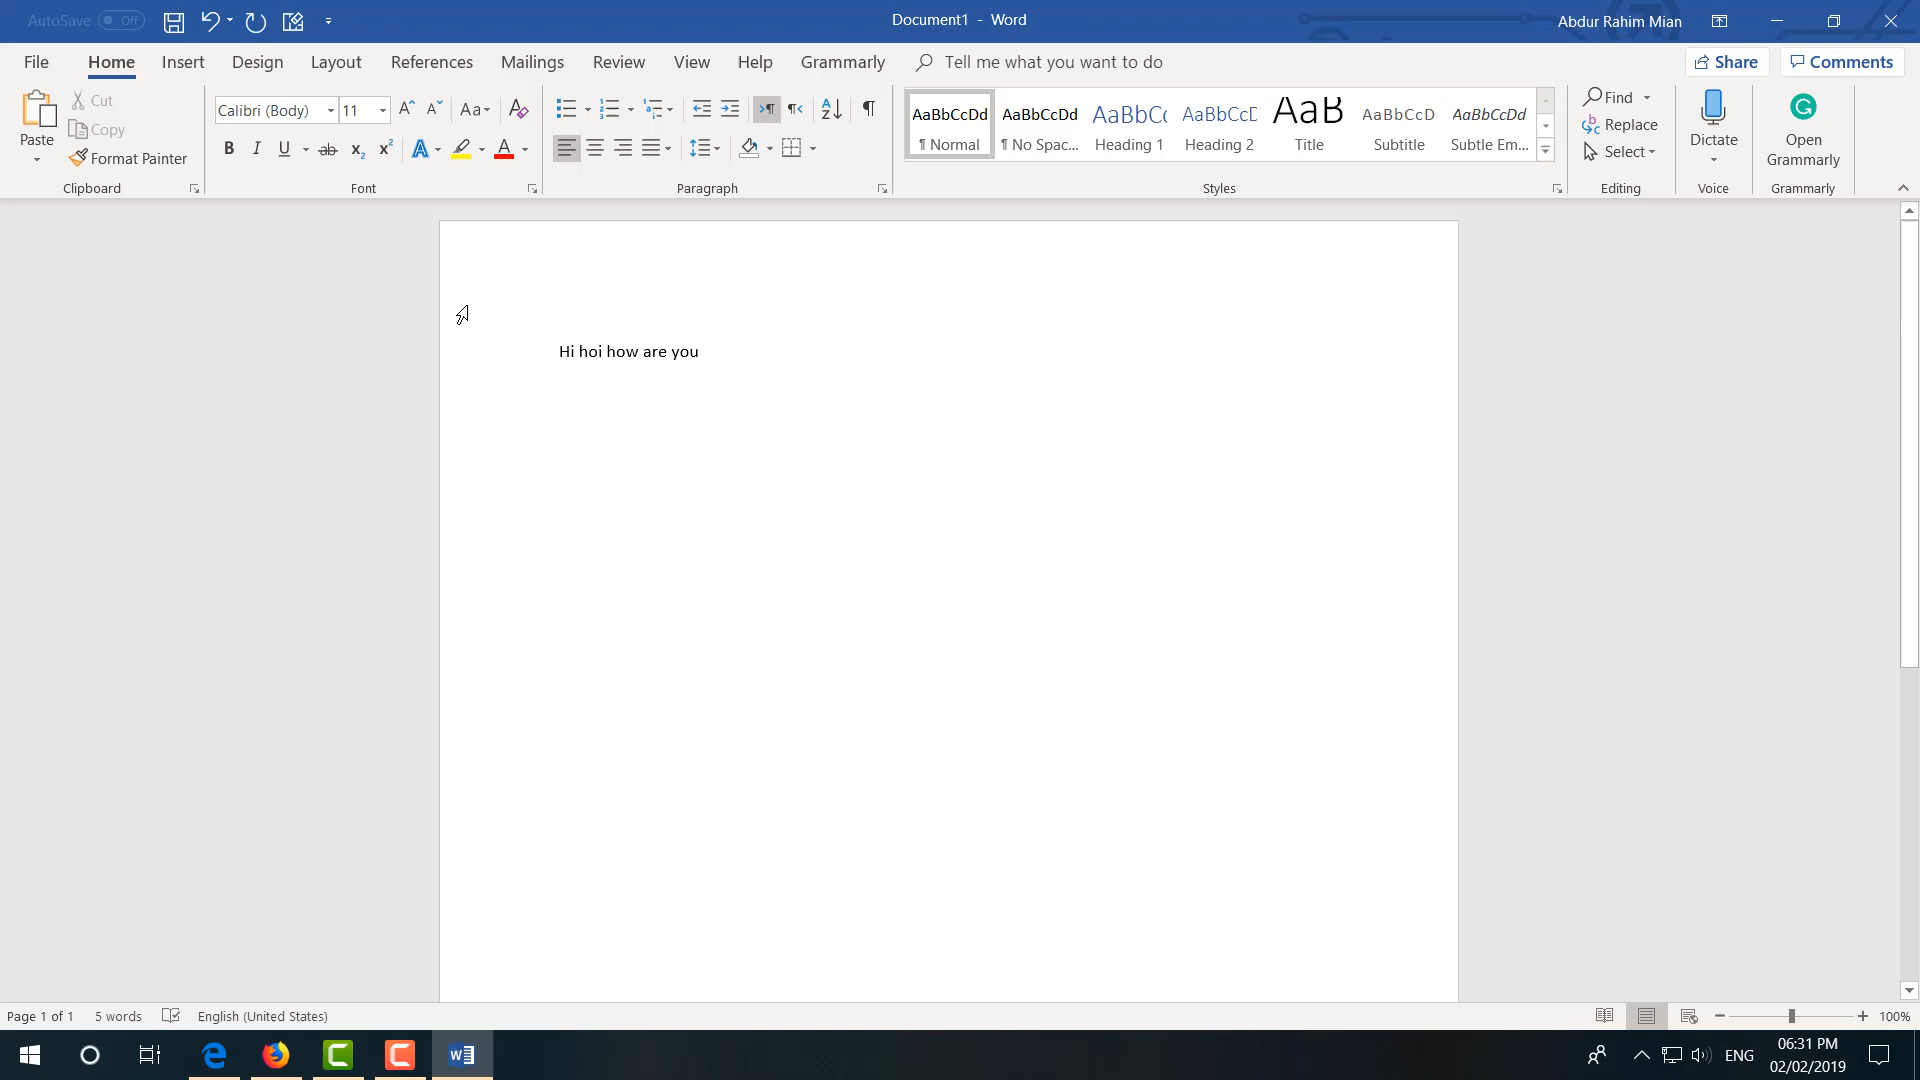 AutoSave Off
Document1 - Word
Abdur Rahim Mian
File Home Insert Design Layout References Mailings Review View Help Grammarly Tell me what you want to do
Share Comments
Paste
Cut
Copy
Format Painter
Clipboard
Calibri (Body) 11
Font
Paragraph
AaBbCcDd AaBbCcDd AaBbCc AaBbCcD AaB AaBbCcD AaBbCcDd
¶ Normal ¶ No Spac... Heading 1 Heading 2 Title Subtitle Subtle Em...
Styles
Find
Replace
Select
Editing
Dictate
Voice
Open
Grammarly
Grammarly
Hi hoi how are you
Page 1 of 1 5 words English (United States)
100%
ENG
06:31 PM
02/02/2019